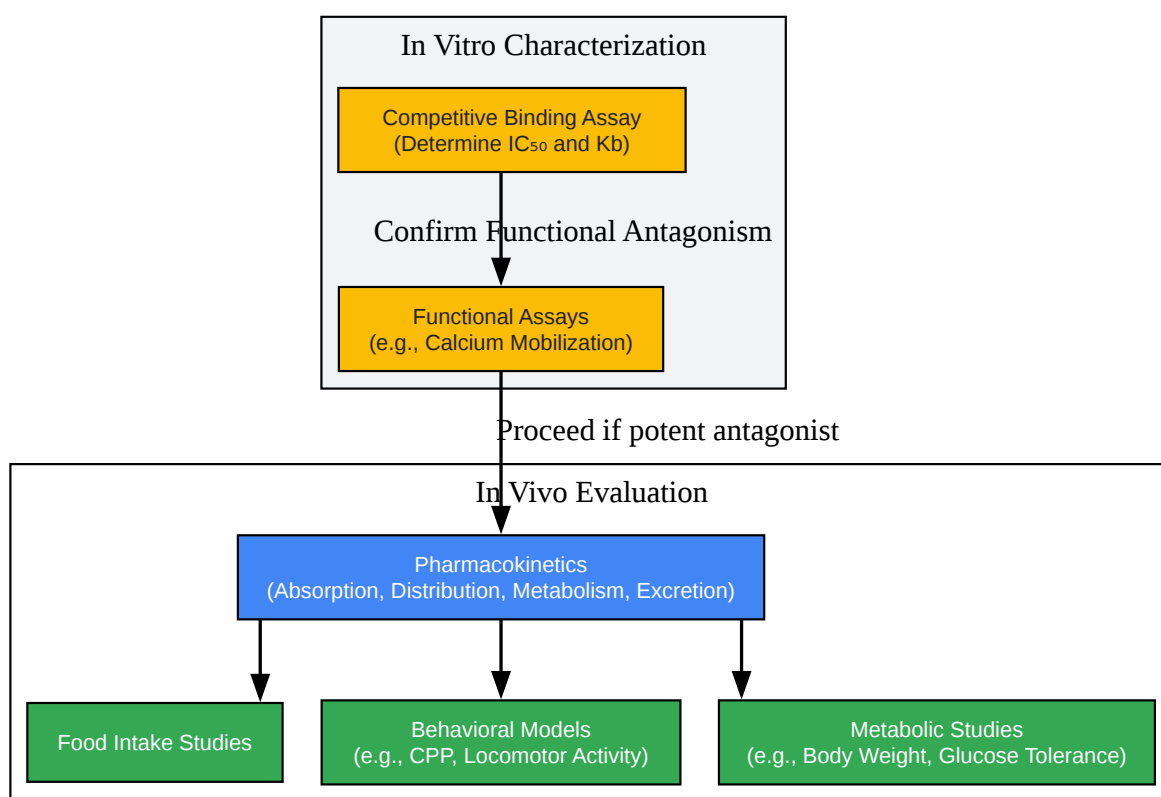 In Vitro Characterization
Competitive Binding Assay
(Determine IC₅₀ and Kb)
Confirm Functional Antagonism
Functional Assays
(e.g., Calcium Mobilization)
Proceed if potent antagonist
In Vivo Evaluation
Pharmacokinetics
(Absorption, Distribution, Metabolism, Excretion)
Food Intake Studies
Behavioral Models
(e.g., CPP, Locomotor Activity)
Metabolic Studies
(e.g., Body Weight, Glucose Tolerance)